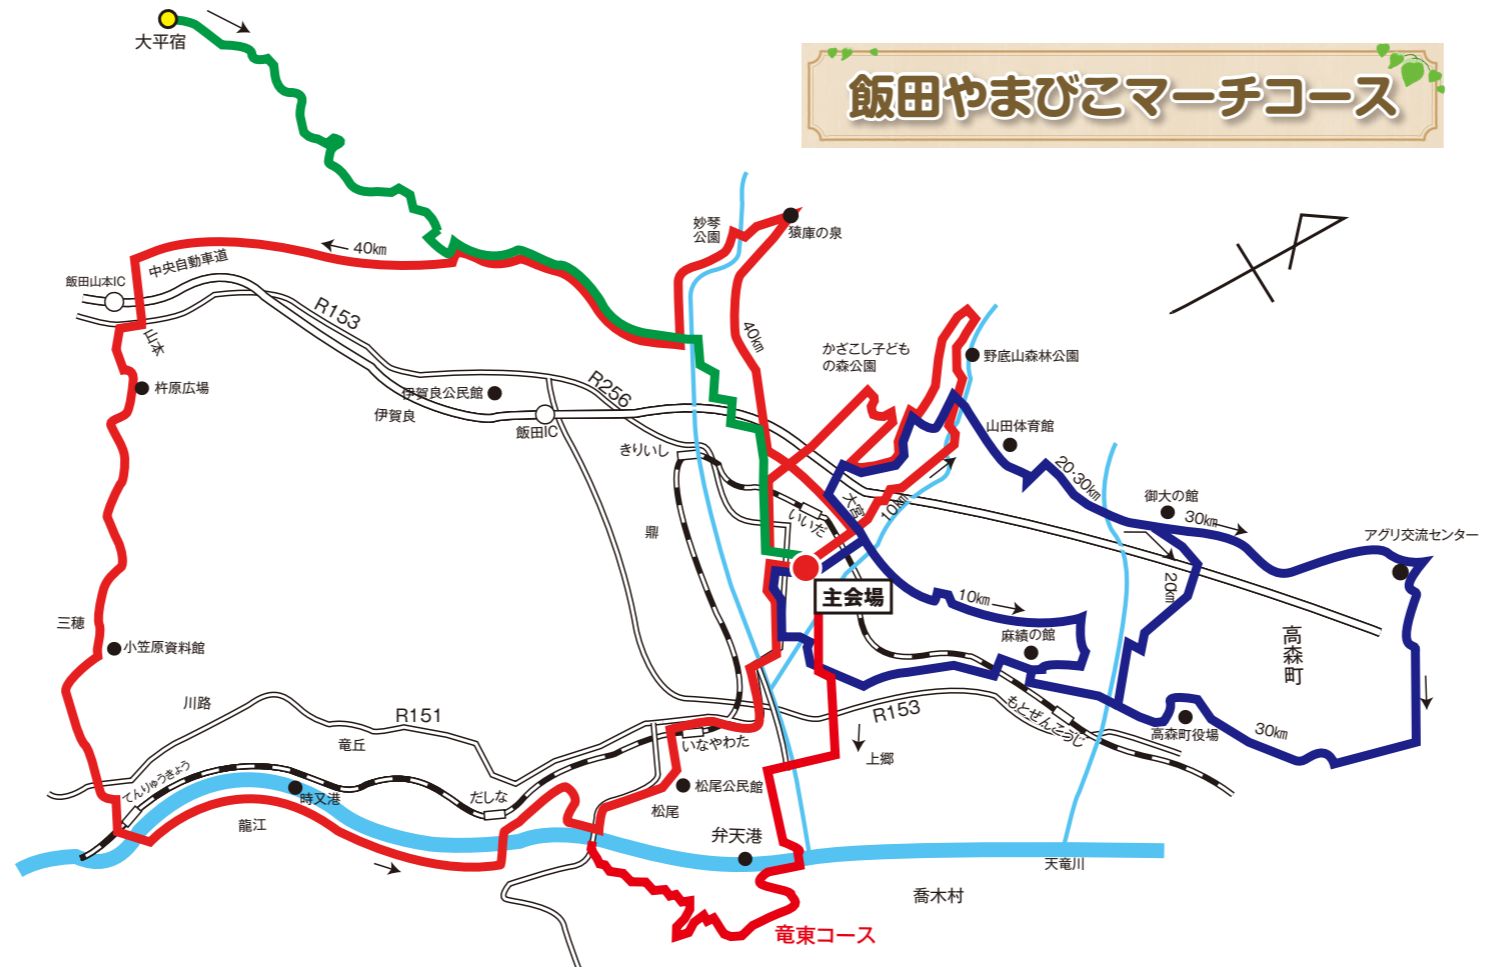 大平宿
飯田やまびこマーチコース
妙琴
公園
猿庫の泉
40㎞
中央自動車道
飯田山本IC
R153
山本
40㎞
かざこし子ども
の森公園
野底山森林公園
杵原広場
伊賀良公民館
伊賀良
R256
飯田IC
きりいし
山田体育館
20·30㎞
御大の館
30㎞
アグリ交流センター
大宮
10㎞
いいだ
鼎
20㎞
主会場
10㎞
麻績の館
高森町
三穂
小笠原資料館
川路
R151
竜丘
R153
もとぜんこうじ
高森町役場
30㎞
いなやわた
上郷
てんりゅうきょう
時又港
だしな
松尾公民館
松尾
龍江
弁天港
天竜川
喬木村
竜東コース